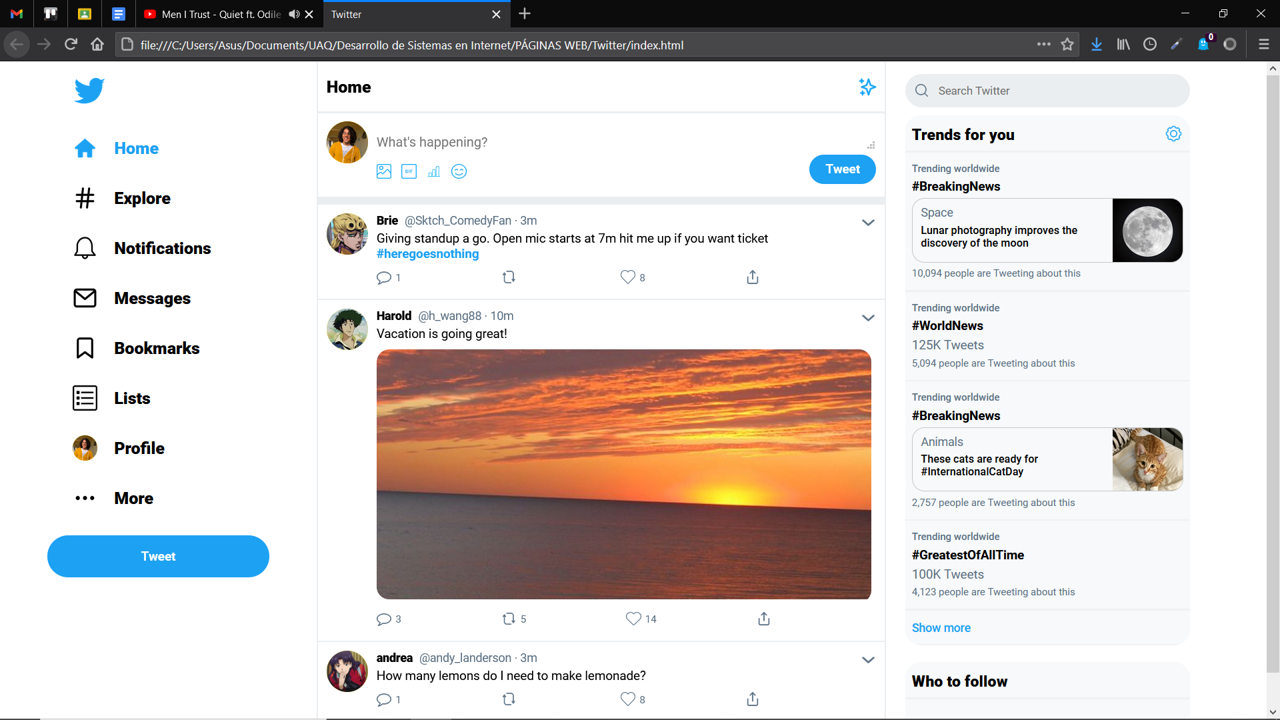 Men I Trust - Quiet ft. Odile
Twitter
file:///C:/Users/Asus/Documents/UAQ/Desarrollo de Sistemas en Internet/PÁGINAS WEB/Twitter/index.html
0
Home
Explore
Notifications
Messages
Bookmarks
Lists
Profile
More
Tweet
Home
What's happening?
GIF
Tweet
Brie @Sktch_ComedyFan · 3m
Giving standup a go. Open mic starts at 7m hit me up if you want ticket
#heregoesnothing
1
8
Harold @h_wang88 · 10m
Vacation is going great!
3
5
14
andrea @andy_landerson · 3m
How many lemons do I need to make lemonade?
1
8
Search Twitter
Trends for you
Trending worldwide
#BreakingNews
Space
Lunar photography improves the
discovery of the moon
10,094 people are Tweeting about this
Trending worldwide
#WorldNews
125K Tweets
5,094 people are Tweeting about this
Trending worldwide
#BreakingNews
Animals
These cats are ready for
#InternationalCatDay
2,757 people are Tweeting about this
Trending worldwide
#GreatestOfAllTime
100K Tweets
4,123 people are Tweeting about this
Show more
Who to follow